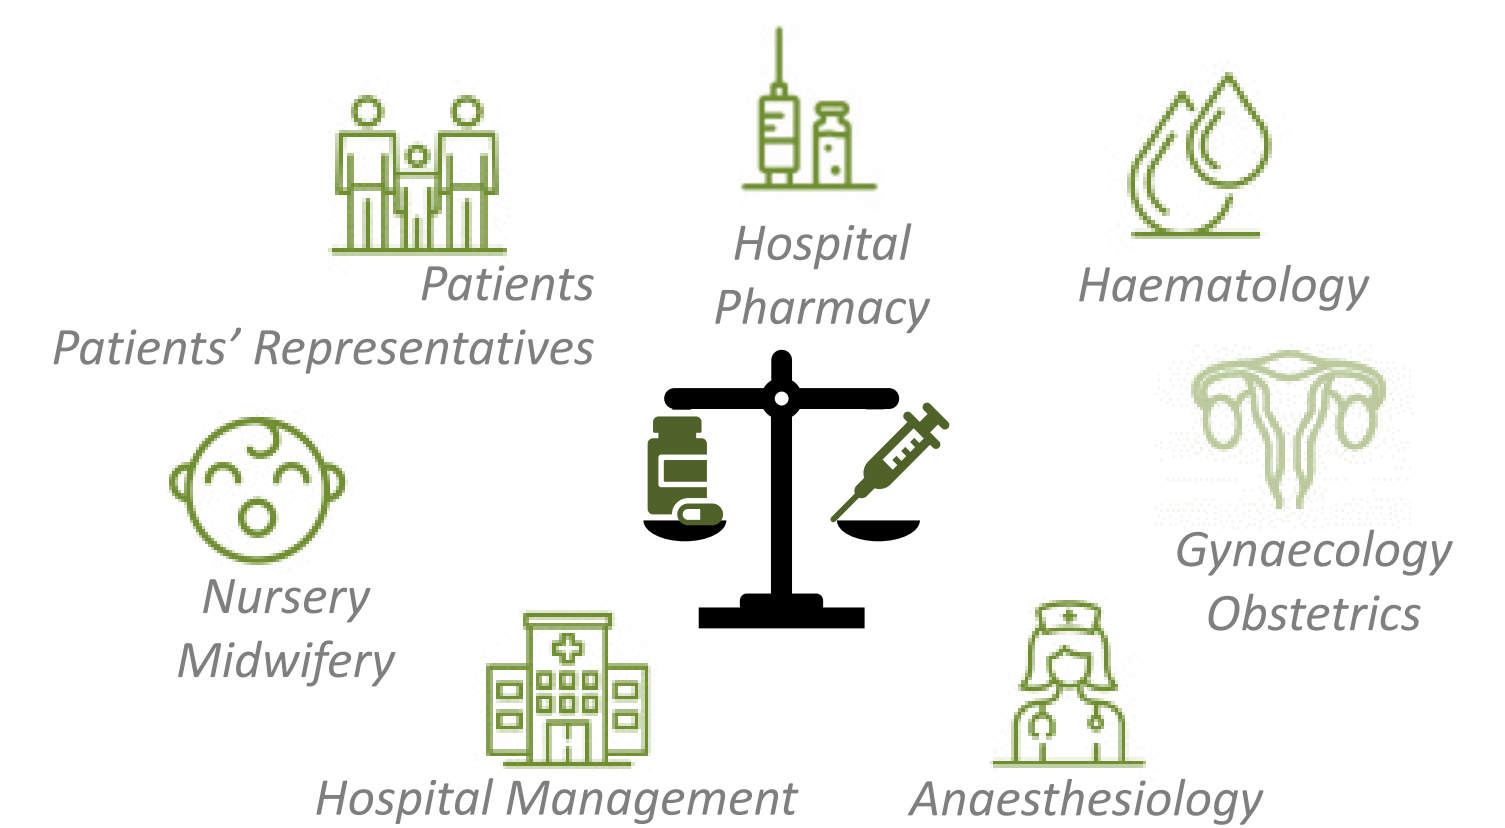 Patients
Patients’ Representatives
Hospital
Pharmacy
Haematology
Nursery
Midwifery
Gynaecology
Obstetrics
Hospital Management
Anaesthesiology